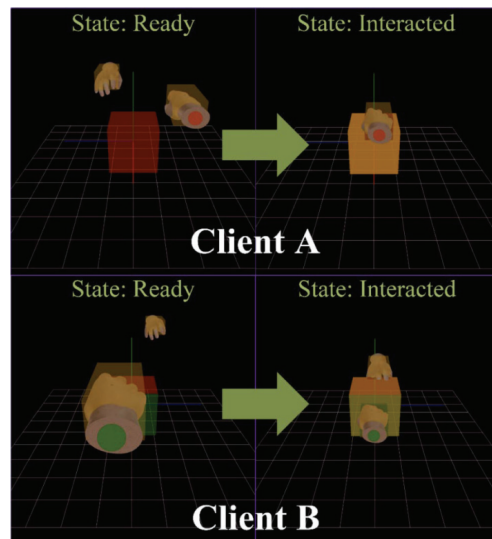 State: Ready
State: Interacted
Client A
State: Ready
State: Interacted
Client B